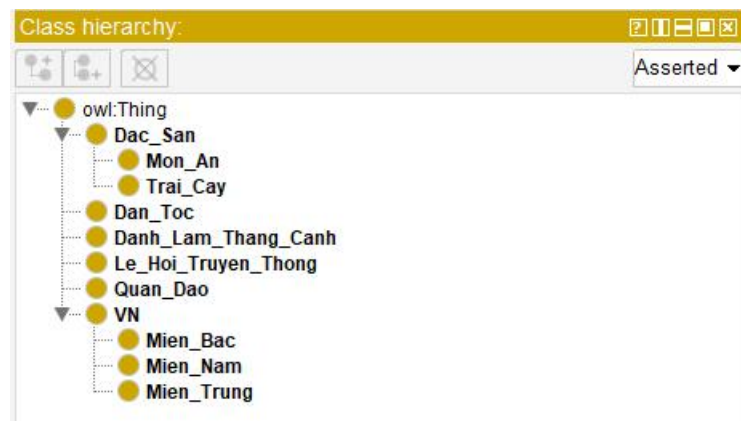 Class hierarchy:
Asserted
owl:Thing
Dac_San
Mon_An
Trai_Cay
Dan_Toc
Danh_Lam_Thang_Canh
Le_Hoi_Truyen_Thong
Quan_Dao
VN
Mien_Bac
Mien_Nam
Mien_Trung